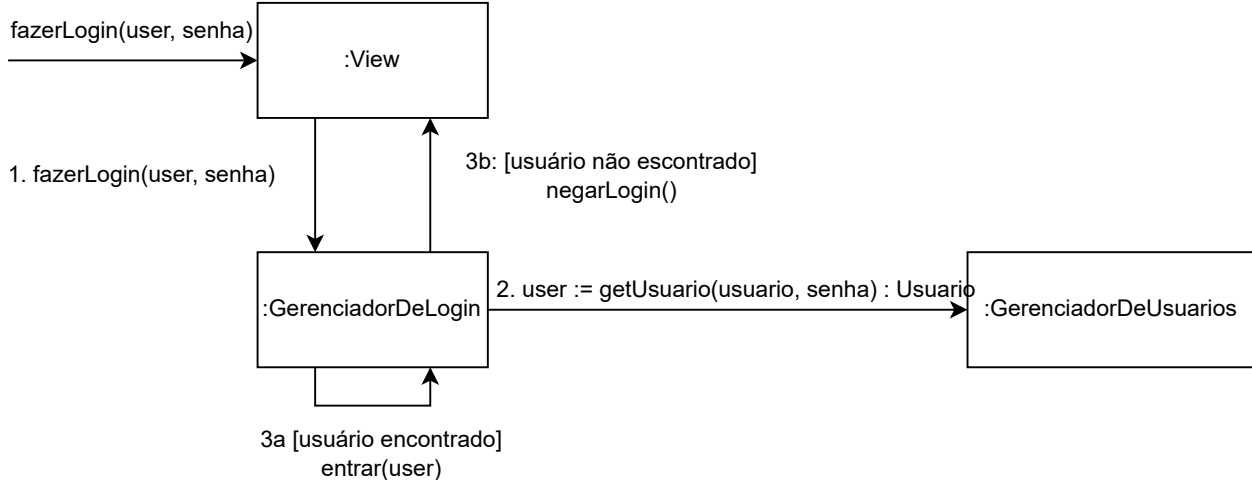 fazerLogin(user, senha)
:View
1. fazerLogin(user, senha)
3b: [usuário não escontrado]
negarLogin()
:GerenciadorDeLogin
2. user := getUsuario(usuario, senha) : Usuario
:GerenciadorDeUsuarios
3a [usuário encontrado]
entrar(user)